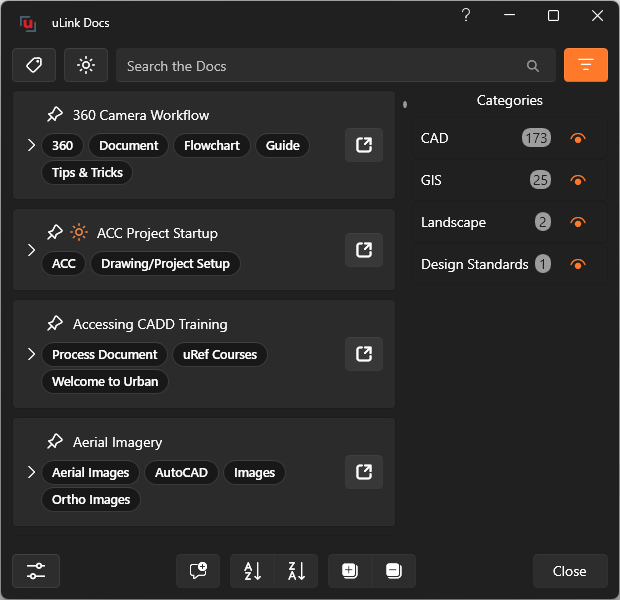 uLink Docs
?
Search the Docs
Categories
360 Camera Workflow
360 Document Flowchart Guide
Tips & Tricks
ACC Project Startup
ACC Drawing/Project Setup
Accessing CADD Training
Process Document uRef Courses
Welcome to Urban
Aerial Imagery
Aerial Images AutoCAD Images
Ortho Images
CAD 173
GIS 25
Landscape 2
Design Standards 1
A Z Z A
Close